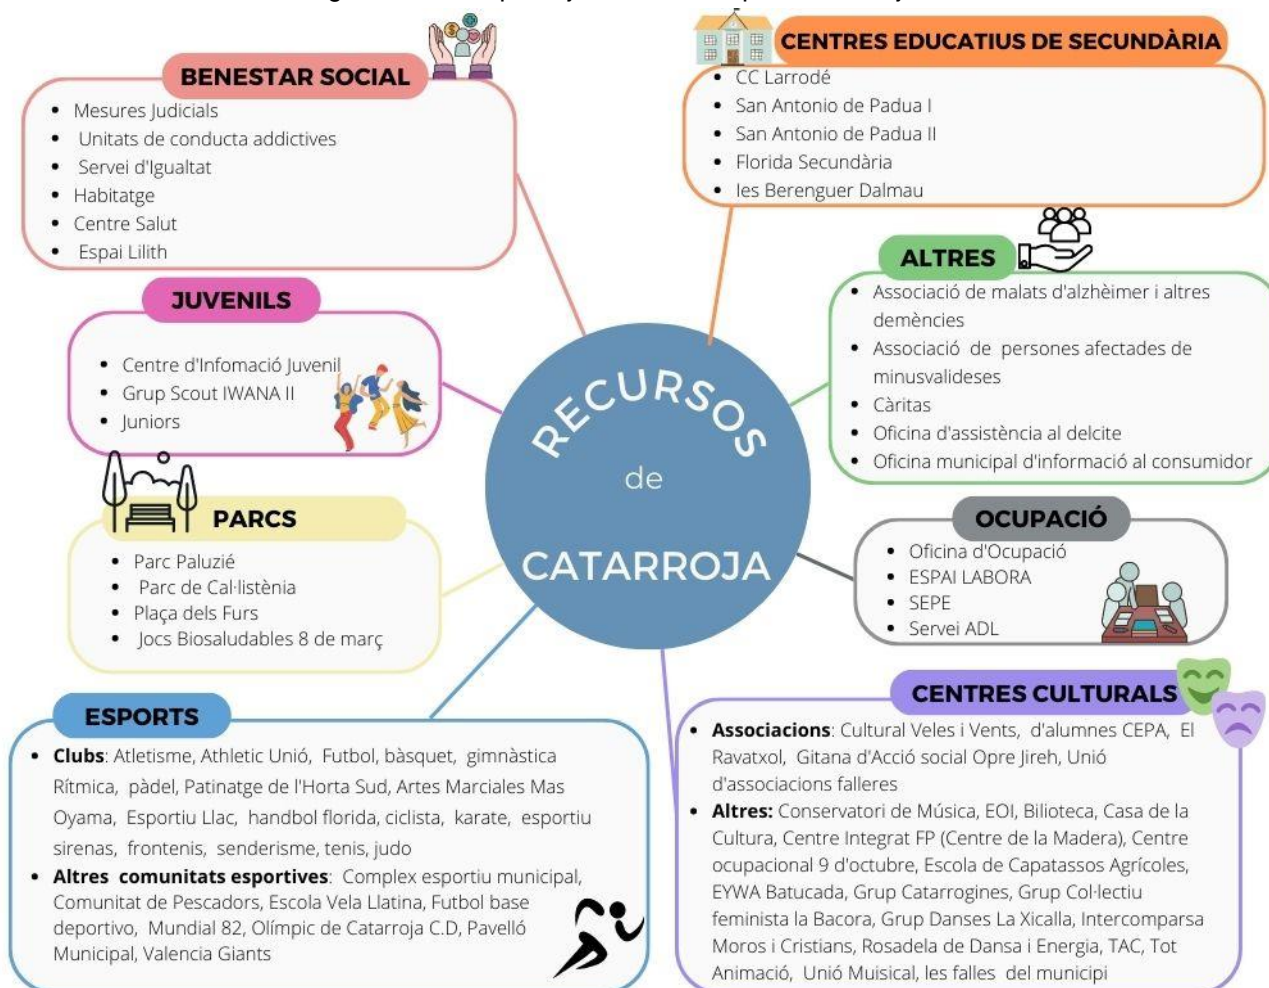 BENESTAR SOCIAL
Mesures Judicials
Unitats de conducta addictives
Servei d'Igualtat
Habitatge
Centre Salut
Espai Lilith
CENTRES EDUCATIUS DE SECUNDÀRIA
CC Larrodé
San Antonio de Padua I
San Antonio de Padua II
Florida Secundària
Ies Berenguer Dalmau
JUVENILS
Centre d'Infomació Juvenil
Grup Scout IWANA II
Juniors
ALTRES
Associació de malats d'alzhèimer i altres
demències
Associació de persones afectades de
minusvalideses
Càritas
Oficina d'assistència al delcite
Oficina municipal d'informació al consumidor
RECURSOS
de
CATARROJA
PARCS
Parc Paluzié
Parc de Cal·listènia
Plaça dels Furs
Jocs Biosaludables 8 de març
OCUPACIÓ
Oficina d'Ocupació
ESPAI LABORA
SEPE
Servei ADL
ESPORTS
Clubs: Atletisme, Athletic Unió, Futbol, bàsquet, gimnàstica
Rítmica, pàdel, Patinatge de l'Horta Sud, Artes Marciales Mas
Oyama, Esportiu Llac, handbol florida, ciclista, karate, esportiu
sirenas, frontenis, senderisme, tenis, judo
Altres comunitats esportives: Complex esportiu municipal,
Comunitat de Pescadors, Escola Vela Llatina, Futbol base
deportivo, Mundial 82, Olímpic de Catarroja C.D, Pavelló
Municipal, Valencia Giants
CENTRES CULTURALS
Associacions: Cultural Veles i Vents, d'alumnes CEPA, El
Ravatxol, Gitana d'Acció social Opre Jireh, Unió
d'associacions falleres
Altres: Conservatori de Música, EOI, Bilioteca, Casa de la
Cultura, Centre Integrat FP (Centre de la Madera), Centre
ocupacional 9 d'octubre, Escola de Capatassos Agrícoles,
EYWA Batucada, Grup Catarrogines, Grup Col·lectiu
feminista la Bacora, Grup Danses La Xicalla, Intercomparsa
Moros i Cristians, Rosadela de Dansa i Energia, TAC, Tot
Animació, Unió Muisical, les falles del municipi